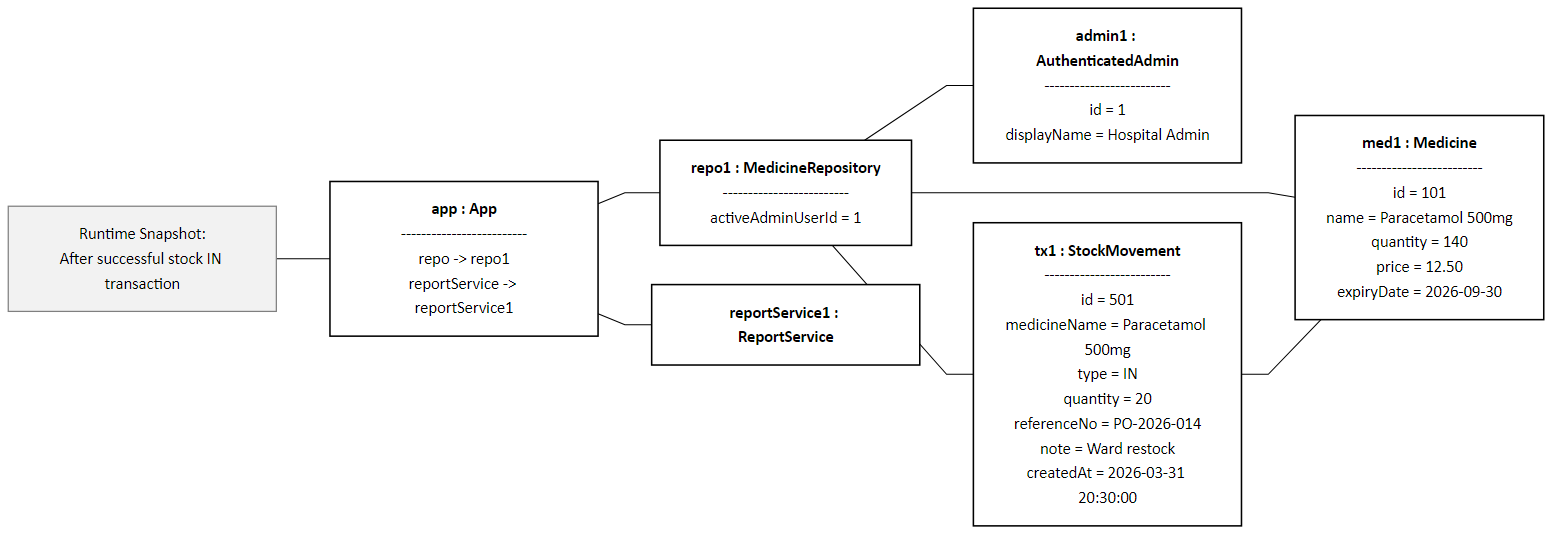 Runtime Snapshot:
After successful stock IN
transaction
app : App
-------------------------
repo -> repo1
reportService ->
reportService1
repo1 : MedicineRepository
-------------------------
activeAdminUserId = 1
reportService1 :
ReportService
admin1 :
AuthenticatedAdmin
-------------------------
id = 1
displayName = Hospital Admin
tx1 : StockMovement
-------------------------
id = 501
medicineName = Paracetamol
500mg
type = IN
quantity = 20
referenceNo = PO-2026-014
note = Ward restock
createdAt = 2026-03-31
20:30:00
med1 : Medicine
-------------------------
id = 101
name = Paracetamol 500mg
quantity = 140
price = 12.50
expiryDate = 2026-09-30